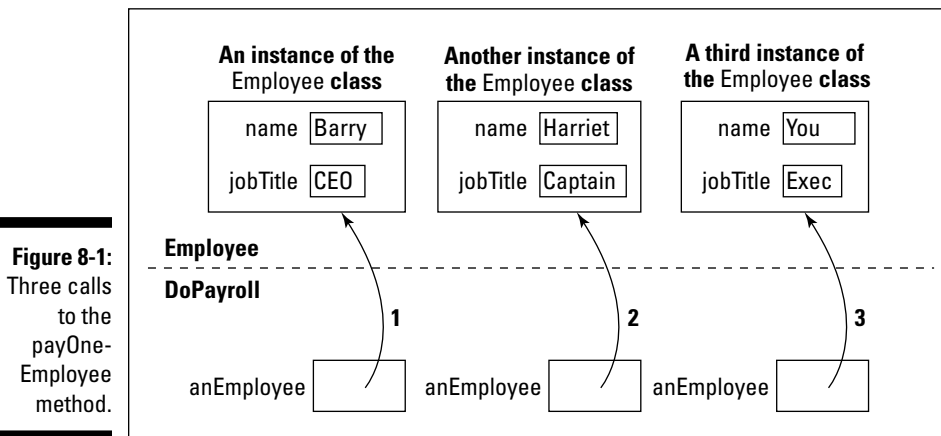 An instance of the
Employee class
name Barry
jobTitle CEO
Another instance of
the Employee class
name Harriet
jobTitle Captain
A third instance of
the Employee class
name You
jobTitle Exec
Employee
DoPayroll
1
2
3
anEmployee
anEmployee
anEmployee
Figure 8-1:
Three calls
to the
payOne-
Employee
method.